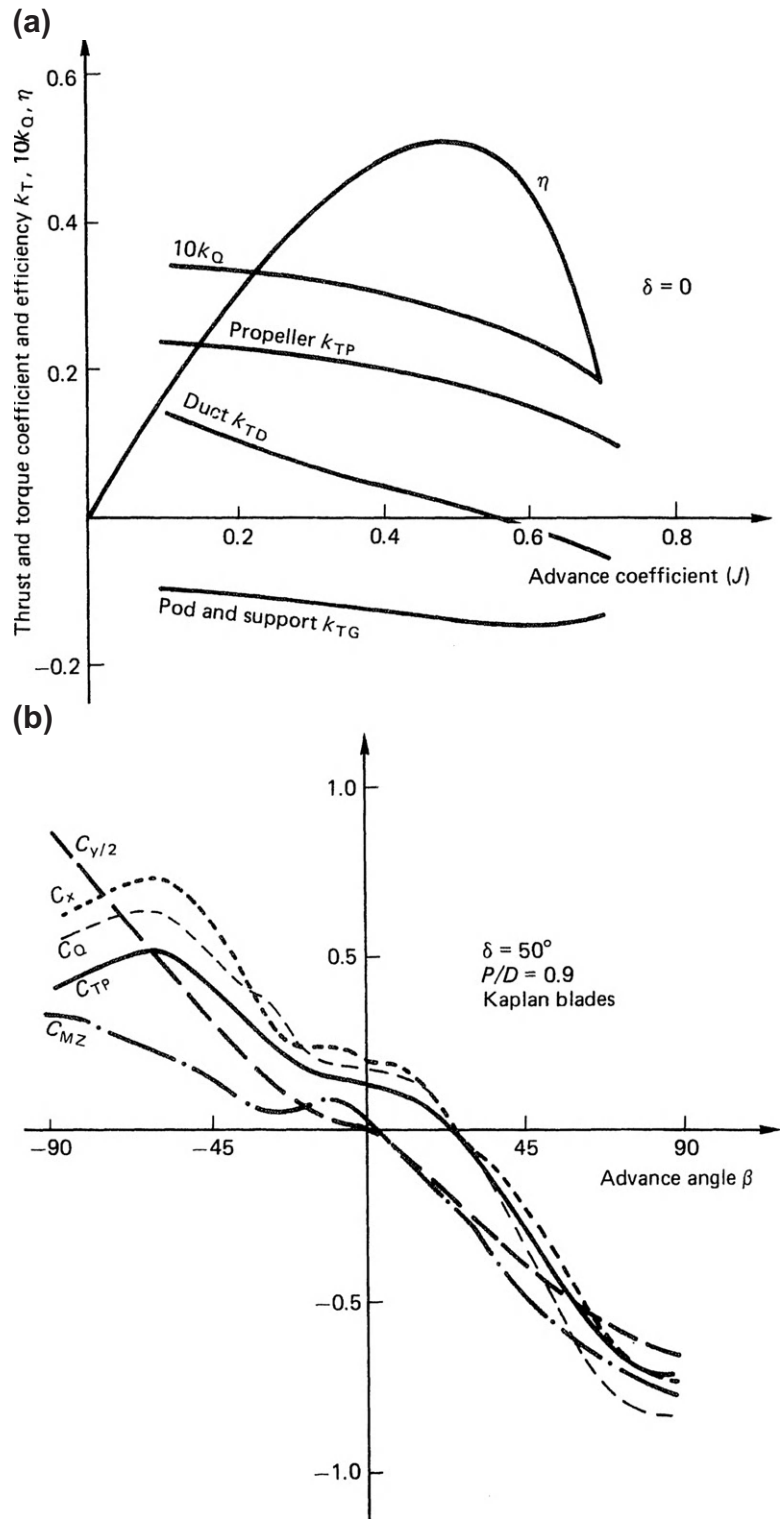 (a)
Thrust and torque coefficient and efficiency kT, 10kQ, η
0.6
0.4
0.2
0
−0.2
η
10kQ
δ = 0
Propeller kTP
Duct kTD
0.2
0.4
0.6
0.8
Advance coefficient (J)
Pod and support kTG
(b)
1.0
Cy/2
Cx
CQ
CTP
CMZ
0.5
δ = 50°
P/D = 0.9
Kaplan blades
−90
−45
45
90
Advance angle β
−0.5
−1.0